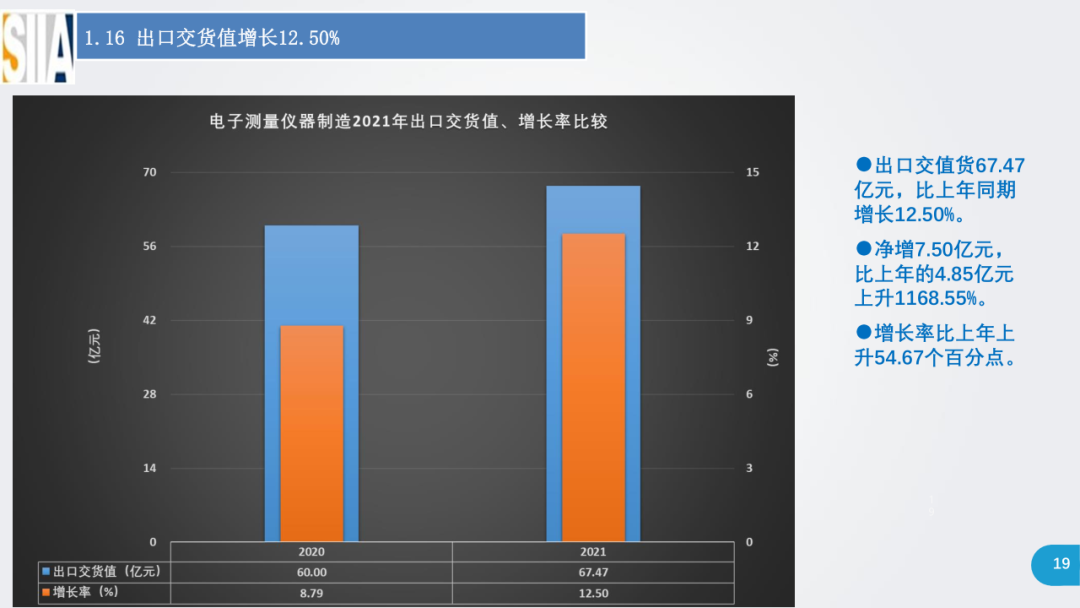 SIIA
1.16 出口交货值增长12.50%
电子测量仪器制造2021年出口交货值、增长率比较
70
56
42
28
14
0
(亿元)
15
12
9
6
3
0
(%)
2020 2021
出口交货值（亿元） 60.00 67.47
增长率（%） 8.79 12.50
●出口交值货67.47
亿元，比上年同期
增长12.50%。
●净增7.50亿元，
比上年的4.85亿元
上升1168.55%。
●增长率比上年上
升54.67个百分点。
19